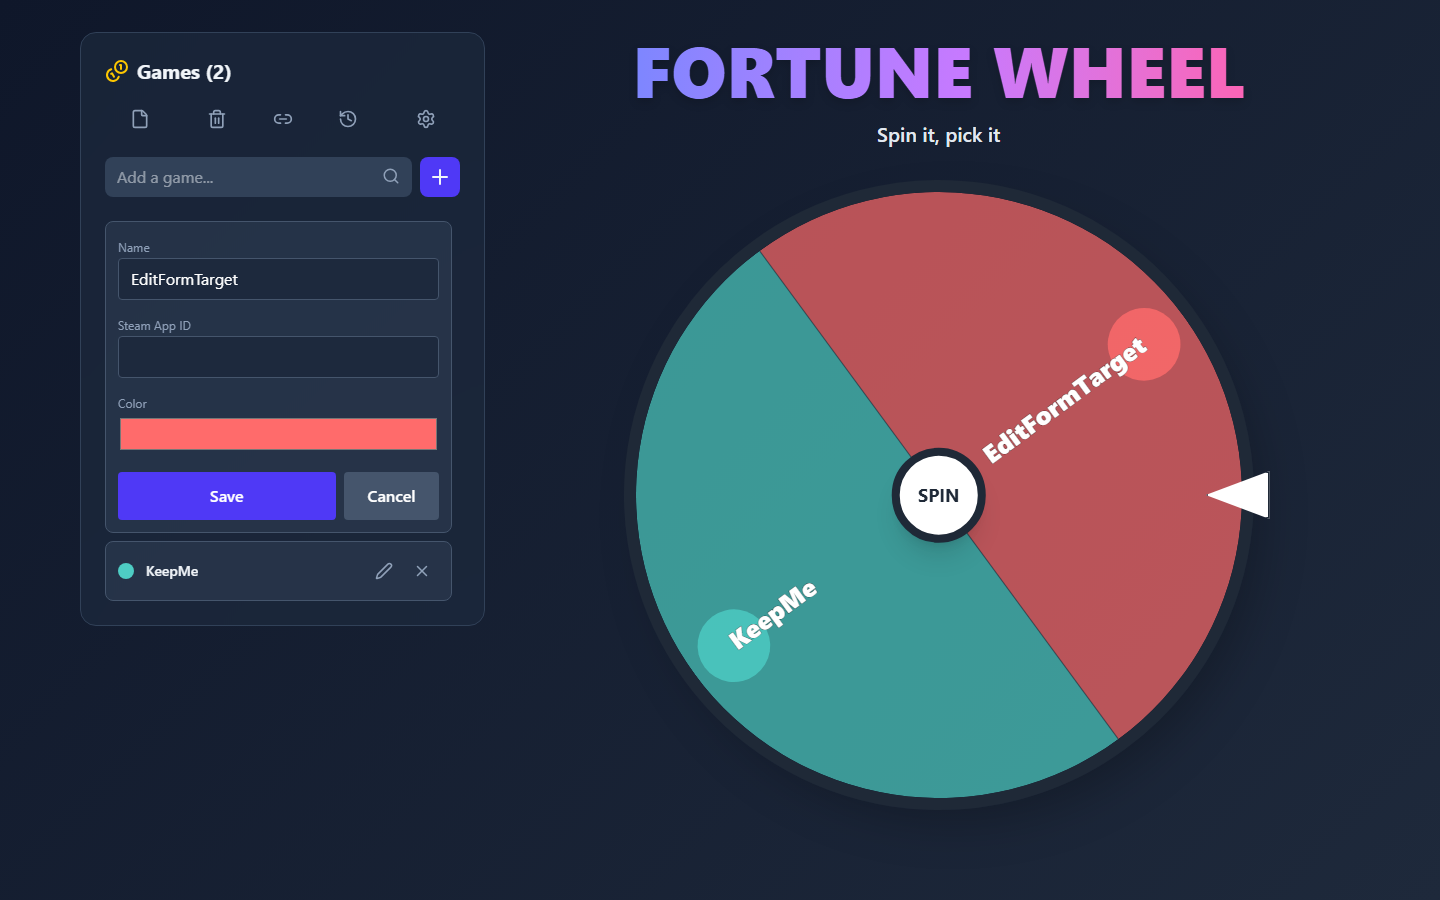 Games (2)
Add a game...
Name
EditFormTarget
Steam App ID
Color
Save
Cancel
KeepMe
FORTUNE WHEEL
Spin it, pick it
EditFormTarget
SPIN
KeepMe